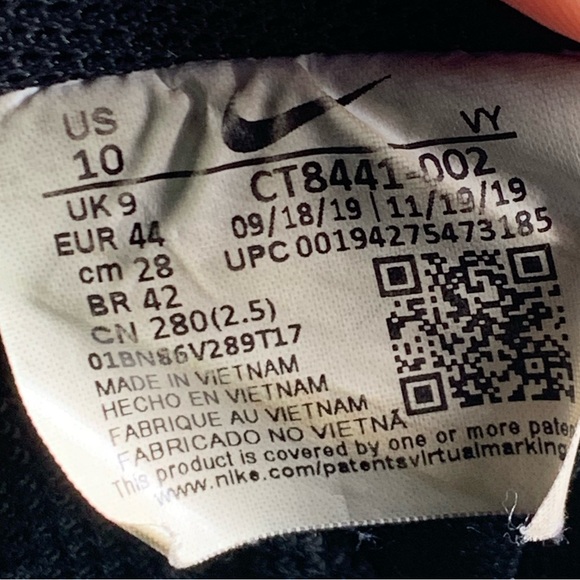 US
10
VY
UK 9
CT8441-002
EUR 44
09/18/19 | 11/19/19
cm 28
UPC 00194275473185
BR 42
CN 280(2.5)
01BN86V289T17
MADE IN VIETNAM
HECHO EN VIETNAM
FABRIQUE AU VIETNAM
FABRICADO NO VIETNÃ
This product is covered by one or more
www.nike.com/patentsvirtualmarking